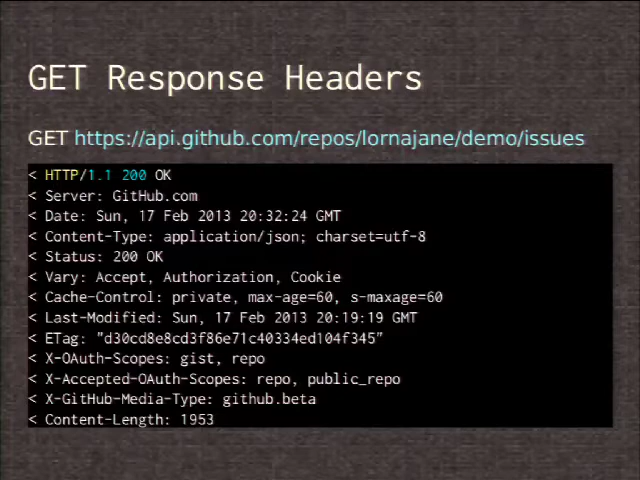 GET Response Headers
GET https://api.github.com/repos/lornajane/demo/issues
< HTTP/1.1 200 OK
< Server: GitHub.com
< Date: Sun, 17 Feb 2013 20:32:24 GMT
< Content-Type: application/json; charset=utf-8
< Status: 200 OK
< Vary: Accept, Authorization, Cookie
< Cache-Control: private, max-age=60, s-maxage=60
< Last-Modified: Sun, 17 Feb 2013 20:19:19 GMT
< ETag: "d30cd8e8cd3f86e71c40334ed104f345"
< X-OAuth-Scopes: gist, repo
< X-Accepted-OAuth-Scopes: repo, public_repo
< X-GitHub-Media-Type: github.beta
< Content-Length: 1953